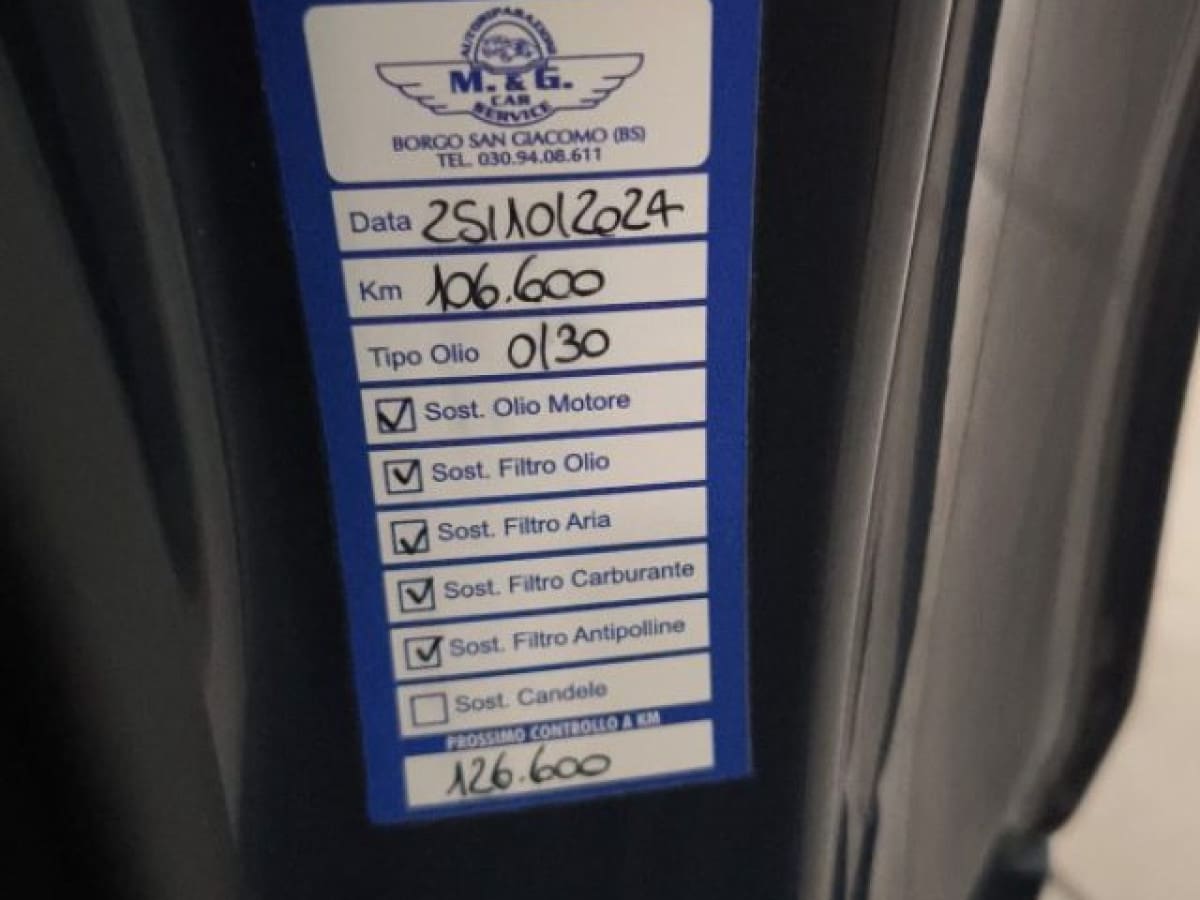 AUTORIPARAZIONI
M. & G.
CAR
SERVICE
BORGO SAN GIACOMO (BS)
TEL. 030.94.08.611
Data 25/10/2024
Km 106.600
Tipo Olio 0/30
Sost. Olio Motore
Sost. Filtro Olio
Sost. Filtro Aria
Sost. Filtro Carburante
Sost. Filtro Antipolline
Sost. Candele
PROSSIMO CONTROLLO A KM
126.600